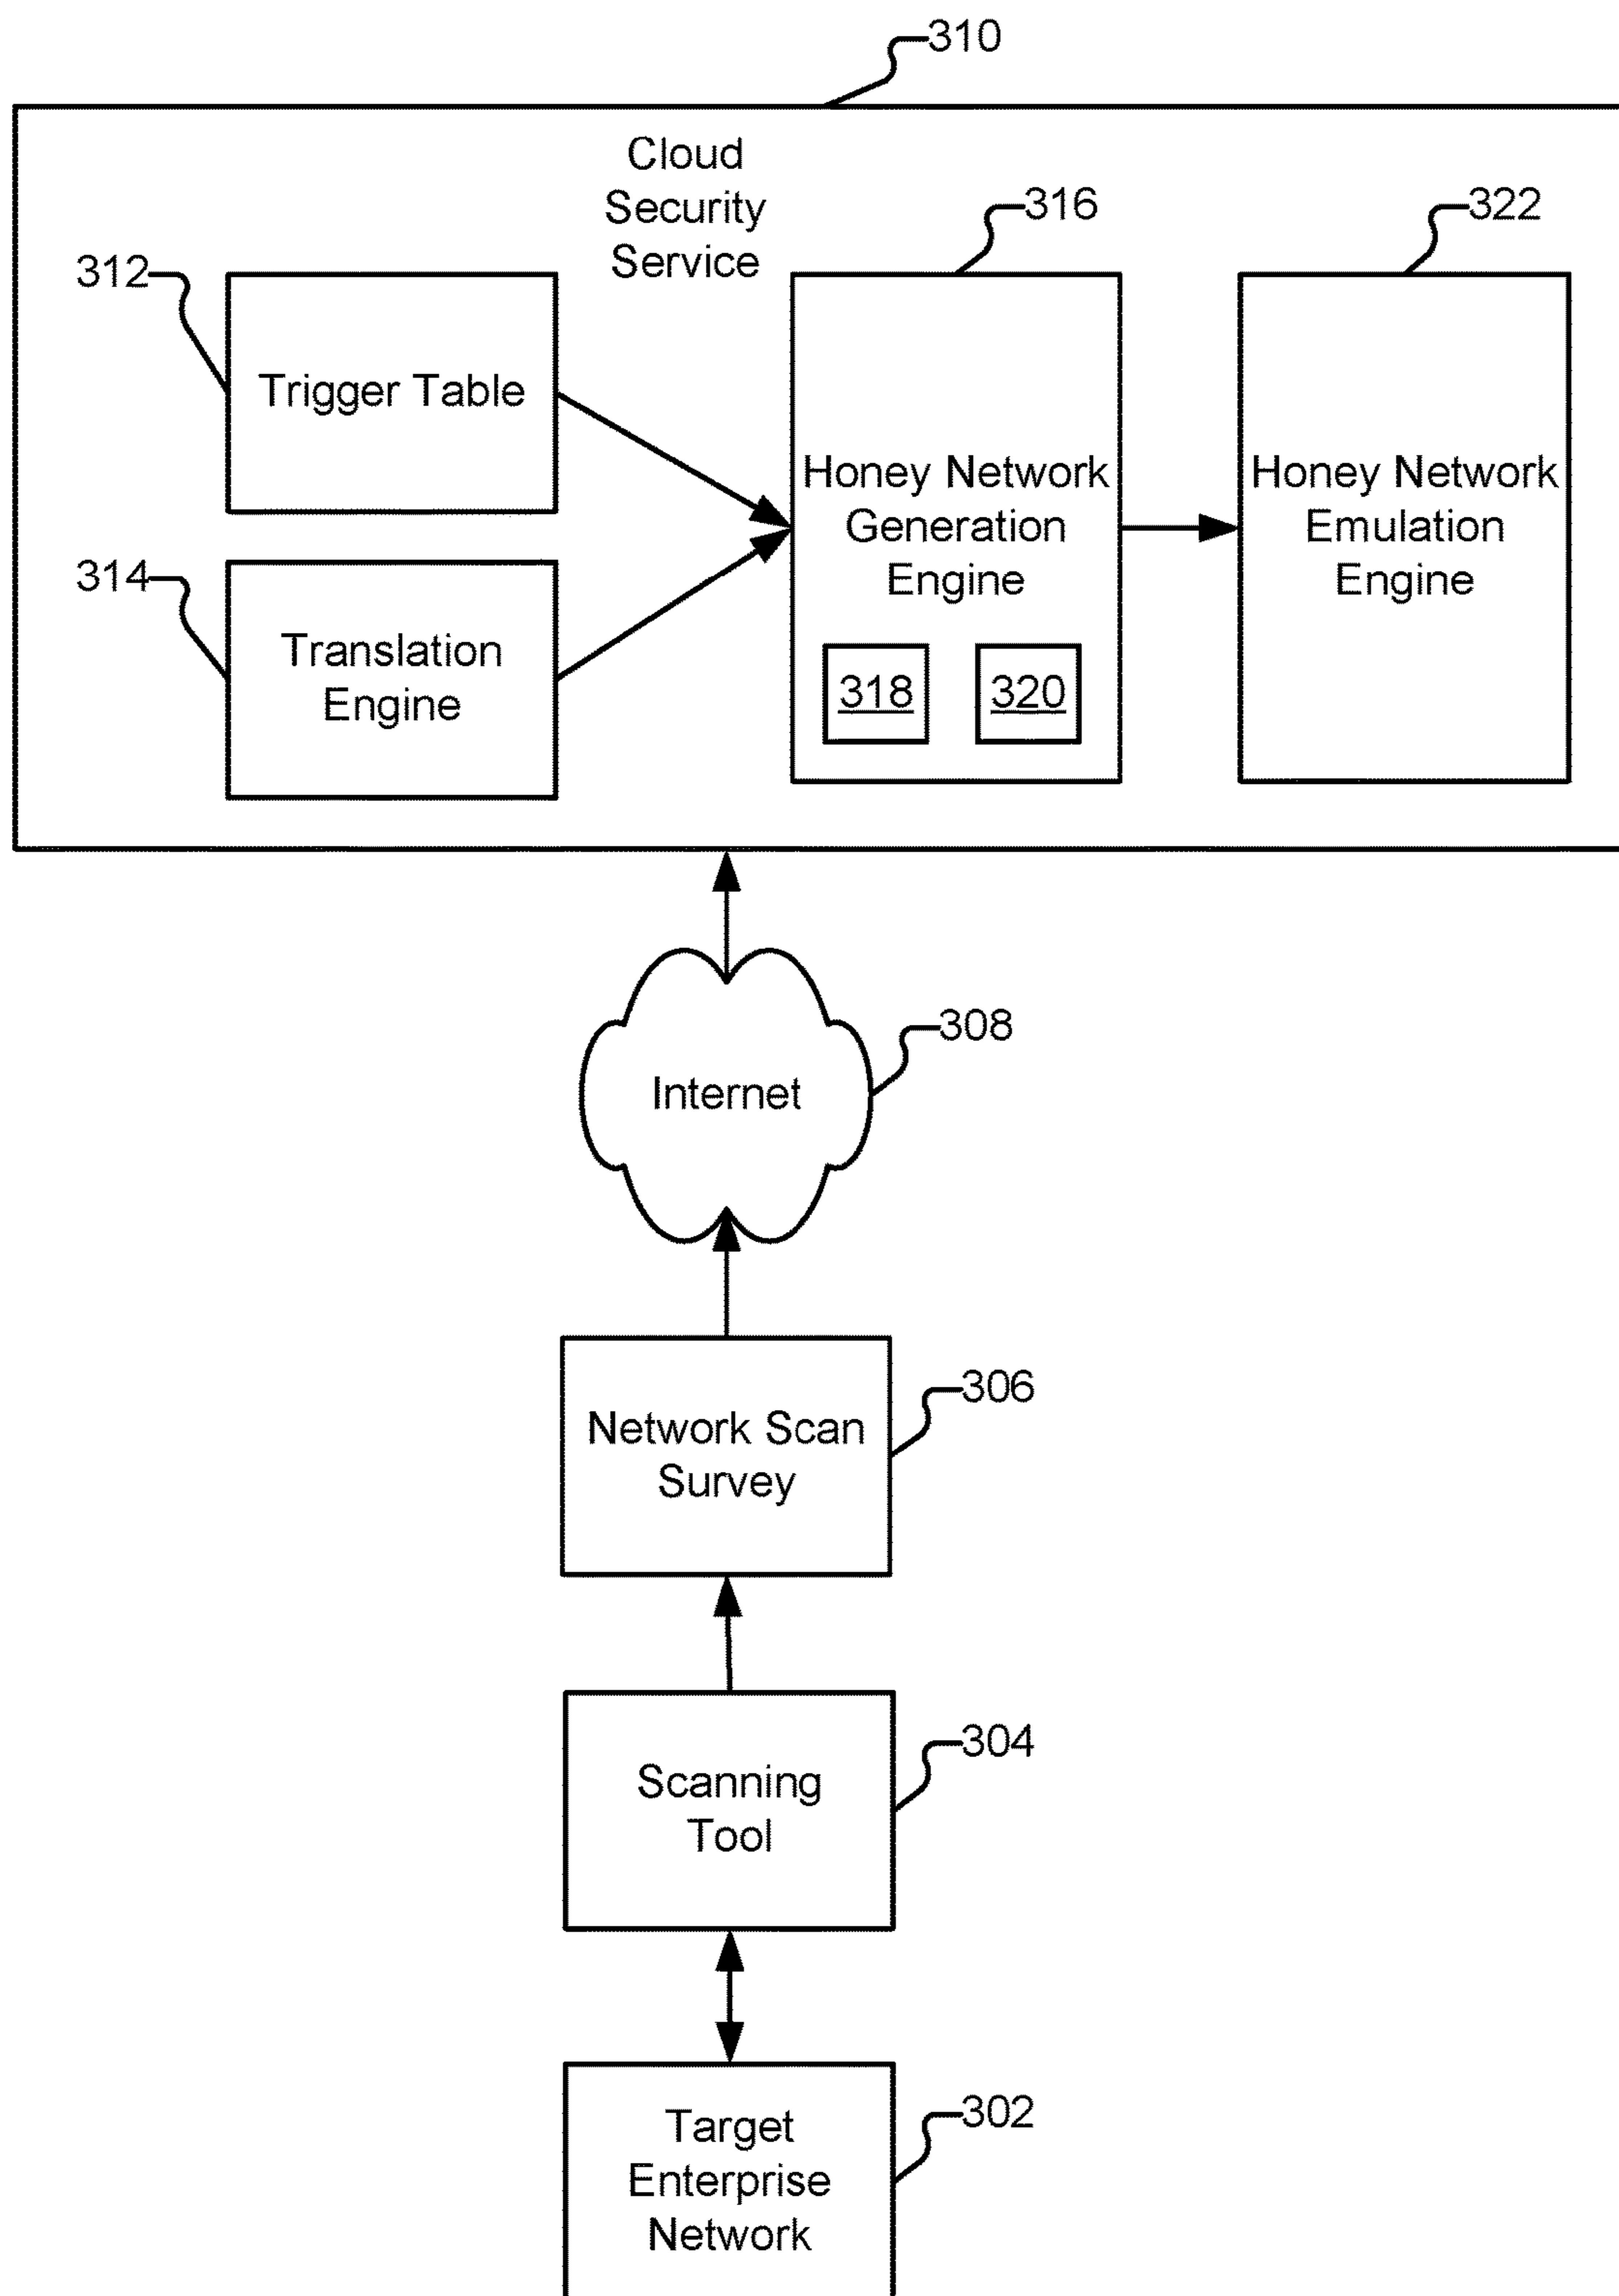 310
Cloud
Security
Service
316
322
312
Trigger Table
Honey Network
Generation
Engine
Honey Network
Emulation
Engine
314
Translation
Engine
318
320
308
Internet
306
Network Scan
Survey
304
Scanning
Tool
302
Target
Enterprise
Network